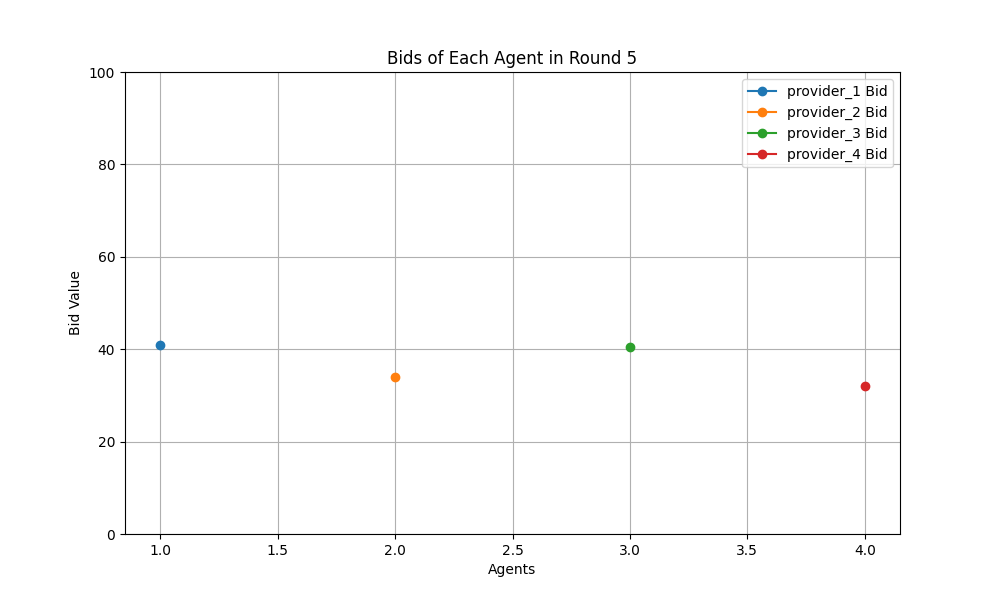 Bids of Each Agent in Round 5
provider_1 Bid
provider_2 Bid
provider_3 Bid
provider_4 Bid
100
80
60
40
20
0
Bid Value
1.0 1.5 2.0 2.5 3.0 3.5 4.0
Agents